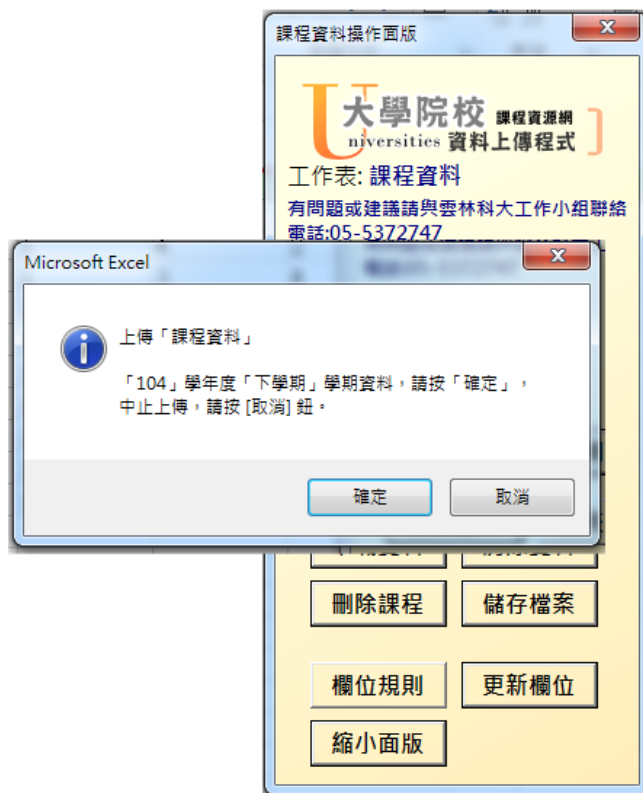 課程資料操作面版
大學院校 課程資源網
Universities 資料上傳程式
工作表: 課程資料
有問題或建議請與雲林科大工作小組聯絡
電話:05-5372747
Microsoft Excel
上傳「課程資料」
「104」學年度「下學期」學期資料，請按「確定」，
中止上傳，請按 [取消] 鈕。
確定
取消
刪除課程
儲存檔案
欄位規則
更新欄位
縮小面版